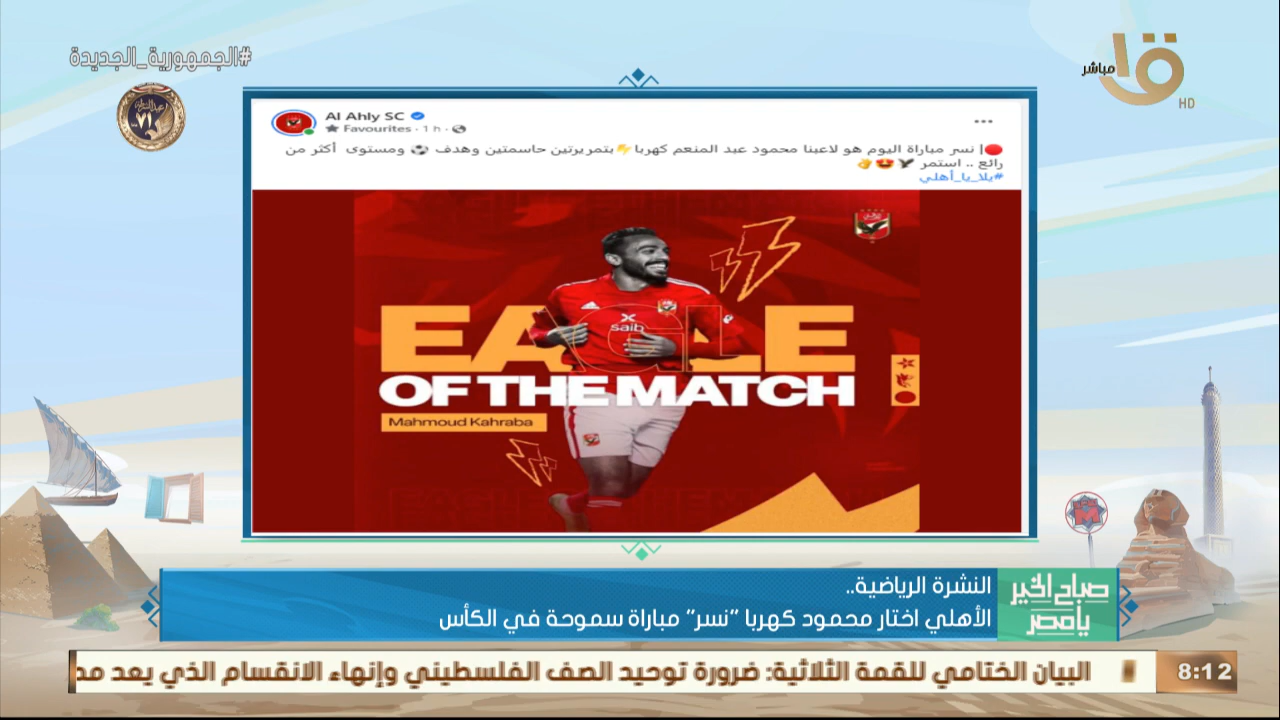 #الجمهورية_الجديدة
مباشر
HD
Al Ahly SC
Favourites · 1 h ·
| نسر مباراة اليوم هو لاعبنا محمود عبد المنعم كهربا⚡بتمريرتين حاسمتين وهدف ⚽ ومستوى أكثر من
رائع .. استمر 🦅 🤩 👌
#يلا_يا_أهلي
EAGLE
OF THE MATCH
saib
Mahmoud Kahraba
صباح الخير
يا مصر
النشرة الرياضية..
الأهلي اختار محمود كهربا "نسر" مباراة سموحة في الكأس
البيان الختامي للقمة الثلاثية: ضرورة توحيد الصف الفلسطيني وإنهاء الانقسام الذي يعد
8:12